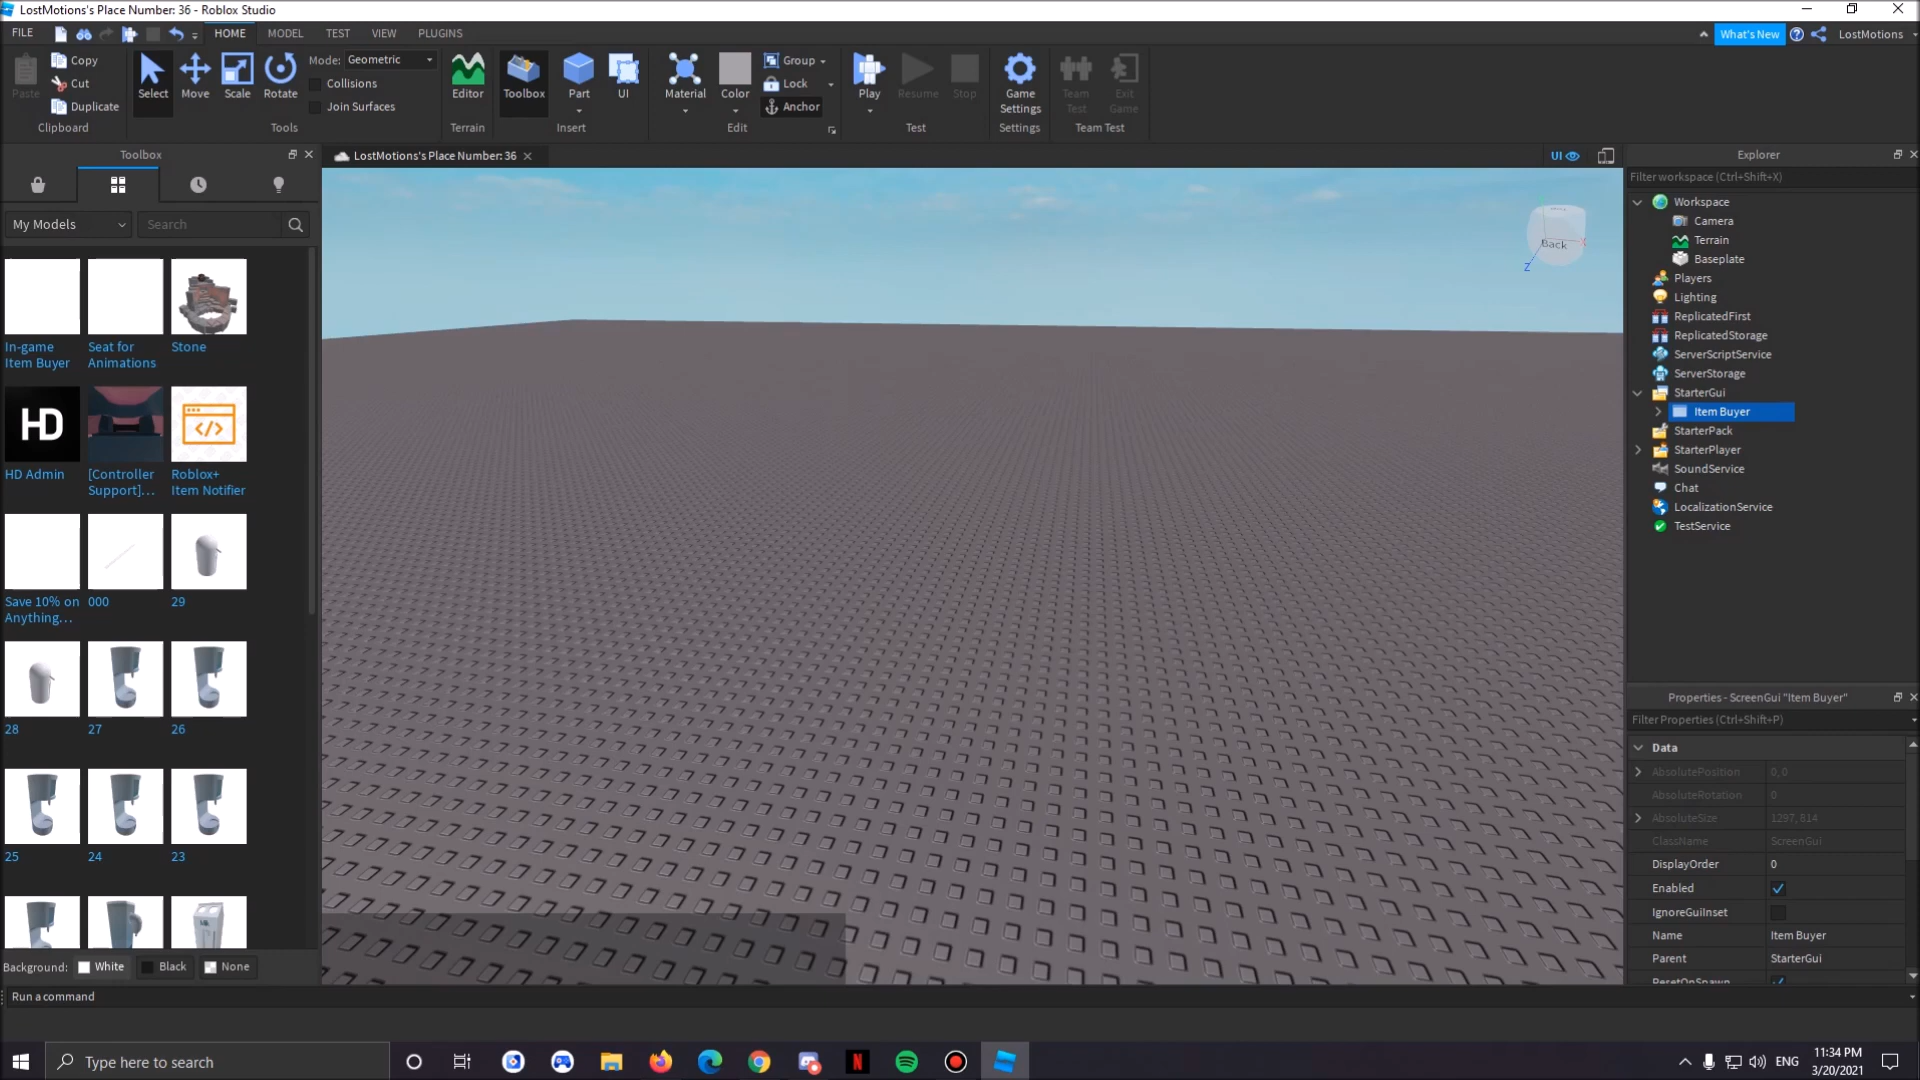 LostMotions's Place Number: 36 - Roblox Studio
FILE
HOME
MODEL
TEST
VIEW
PLUGINS
What's New
LostMotions
Paste
Copy
Cut
Duplicate
Clipboard
Select
Move
Scale
Rotate
Mode: Geometric
Collisions
Join Surfaces
Tools
Editor
Terrain
Toolbox
Part
UI
Insert
Material
Color
Group
Lock
Anchor
Edit
Play
Resume
Stop
Test
Game
Settings
Settings
Team
Test
Exit
Game
Team Test
Toolbox
LostMotions's Place Number: 36
UI
Explorer
Filter workspace (Ctrl+Shift+X)
My Models
Search
In-game
Item Buyer
Seat for
Animations
Stone
HD
HD Admin
[Controller
Support]...
Roblox+
Item Notifier
Save 10% on
Anything...
000
29
28
27
26
25
24
23
Background:
White
Black
None
Back
Z
X
Workspace
Camera
Terrain
Baseplate
Players
Lighting
ReplicatedFirst
ReplicatedStorage
ServerScriptService
ServerStorage
StarterGui
Item Buyer
StarterPack
StarterPlayer
SoundService
Chat
LocalizationService
TestService
Properties - ScreenGui "Item Buyer"
Filter Properties (Ctrl+Shift+P)
Data
AbsolutePosition 0, 0
AbsoluteRotation 0
AbsoluteSize 1297, 814
ClassName ScreenGui
DisplayOrder 0
Enabled
IgnoreGuiInset
Name Item Buyer
Parent StarterGui
ResetOnSpawn
Run a command
Type here to search
N
ENG
11:34 PM
3/20/2021